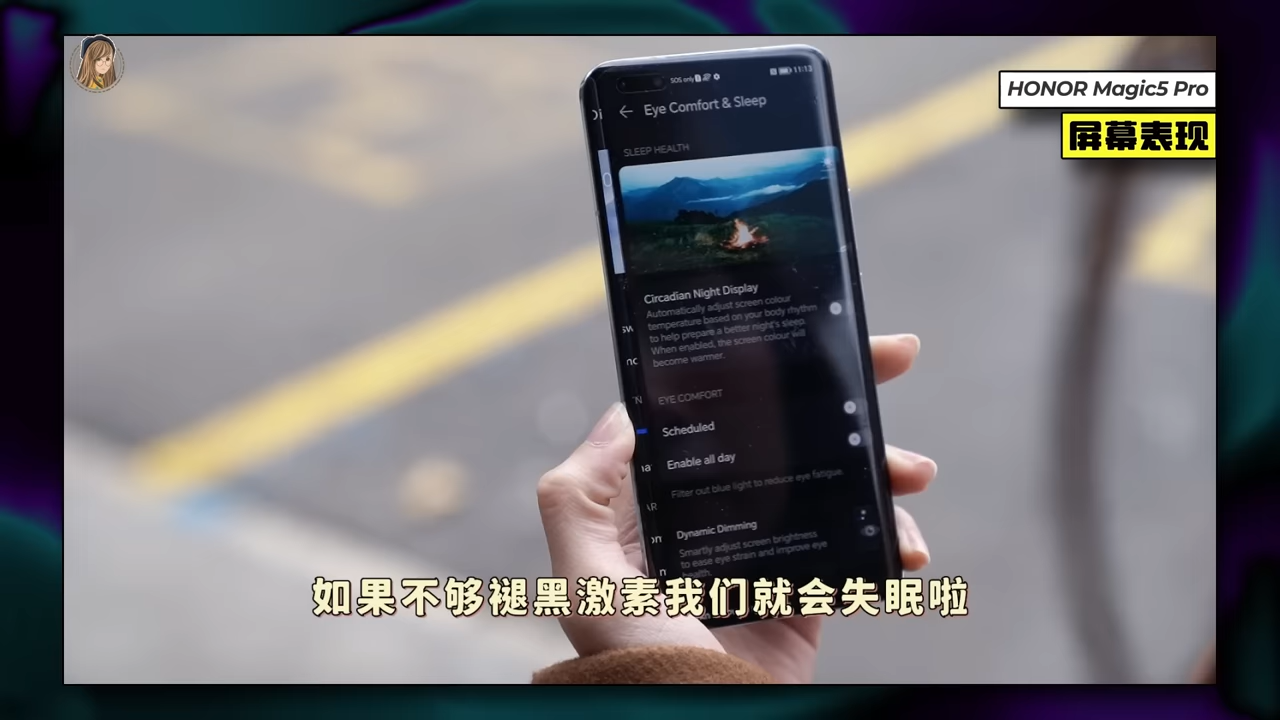 HONOR Magic5 Pro
屏幕表现
SOS only
11:13
Eye Comfort & Sleep
SLEEP HEALTH
Circadian Night Display
Automatically adjust screen colour
temperature based on your body rhythm
to help prepare a better night's sleep.
When enabled, the screen colour will
become warmer.
EYE COMFORT
Scheduled
Enable all day
Filter out blue light to reduce eye fatigue.
Dynamic Dimming
Smartly adjust screen brightness
to ease eye strain and improve eye
health.
如果不够褪黑激素我们就会失眠啦